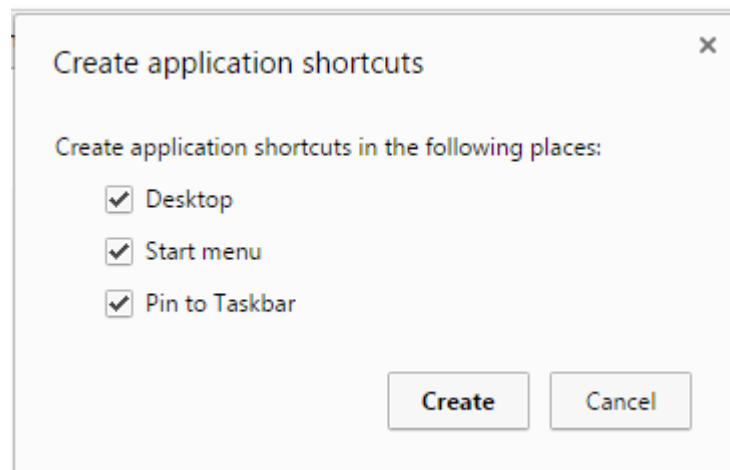 Create application shortcuts
Create application shortcuts in the following places:
Desktop
Start menu
Pin to Taskbar
Create
Cancel